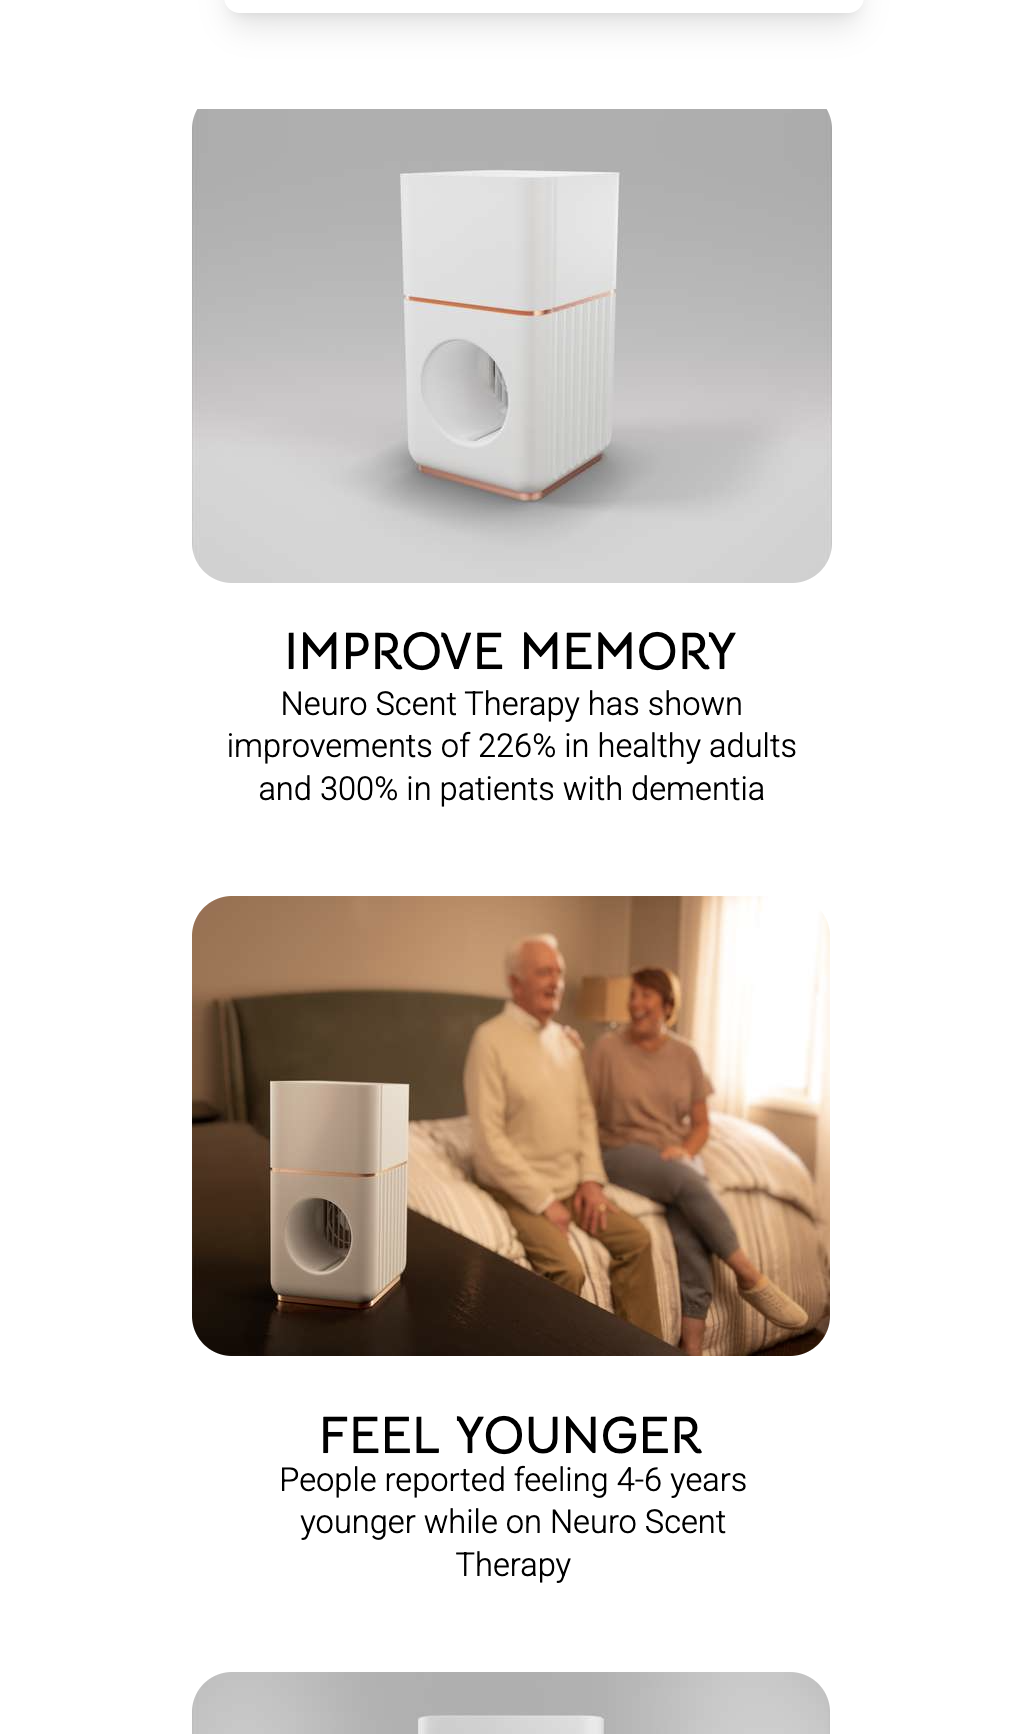 IMPROVE MEMORY
Neuro Scent Therapy has shown
improvements of 226% in healthy adults
and 300% in patients with dementia
FEEL YOUNGER
People reported feeling 4-6 years
younger while on Neuro Scent
Therapy